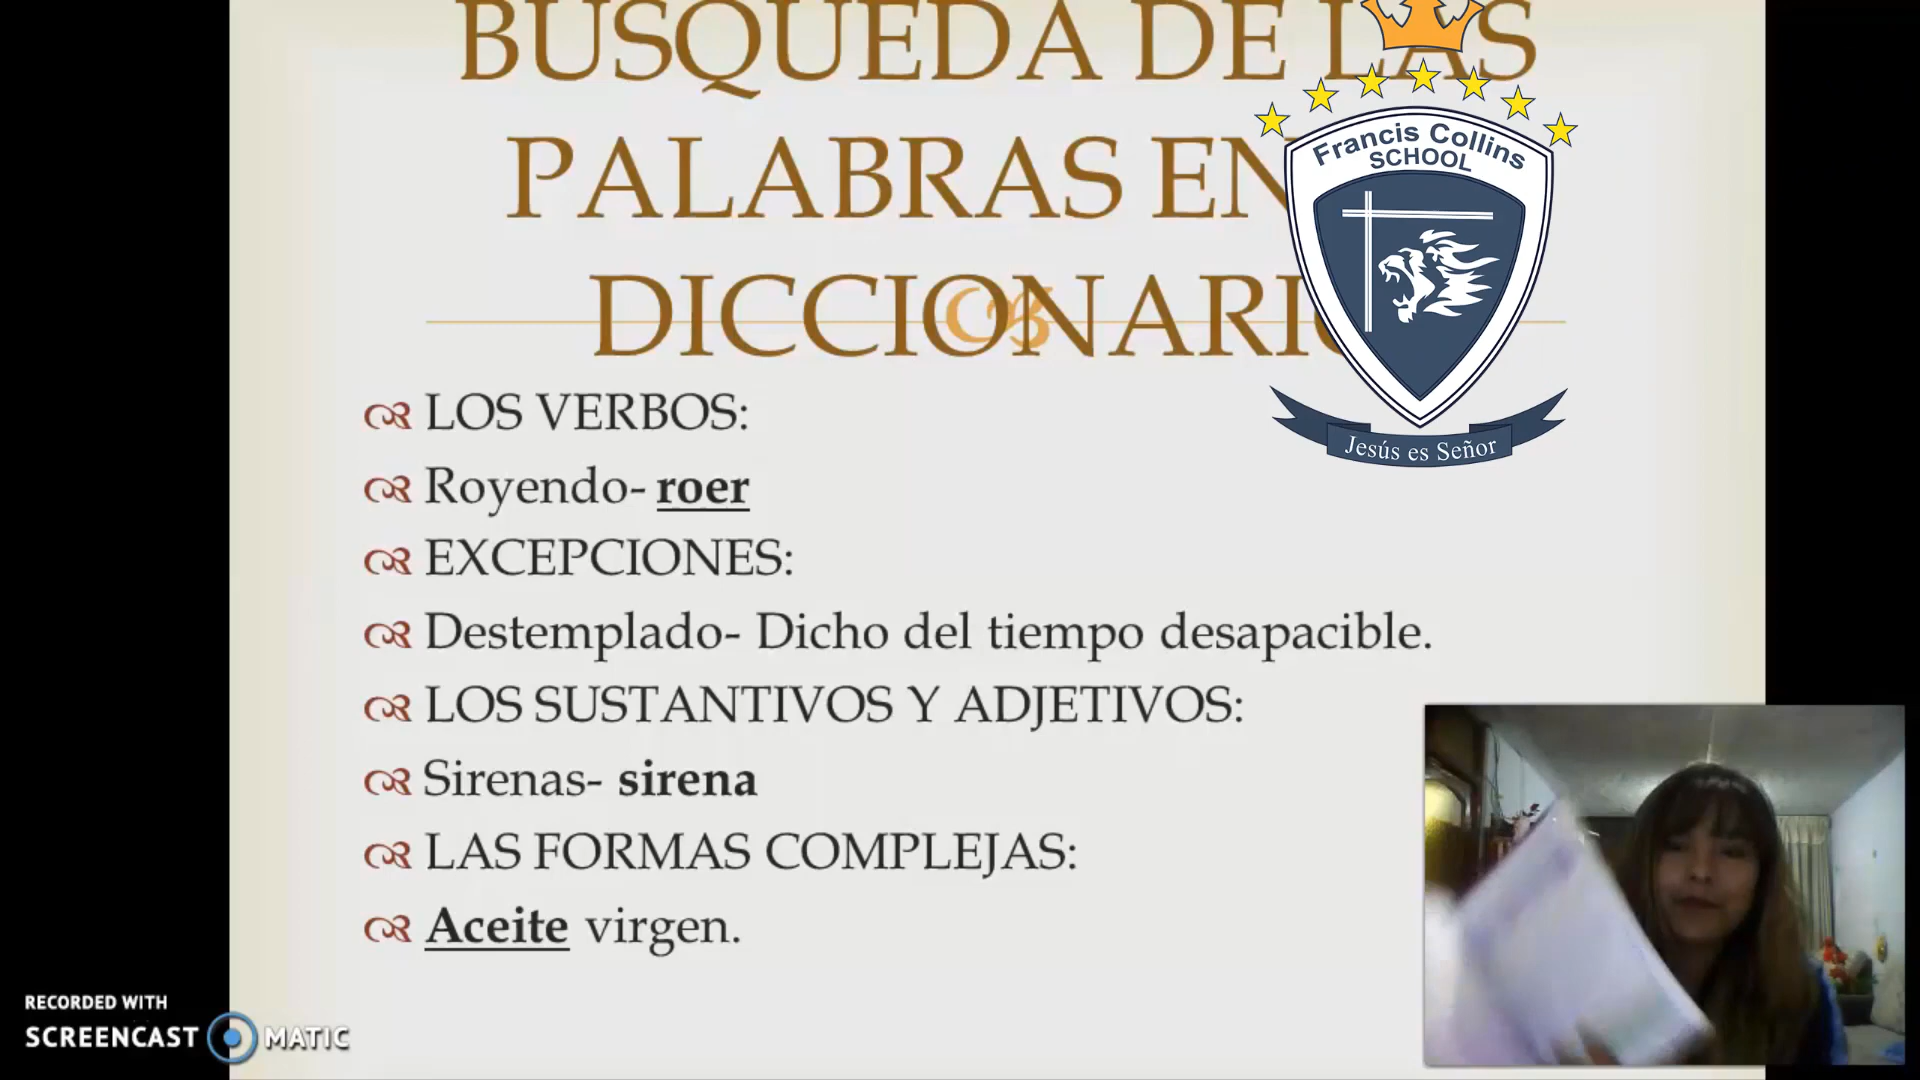 BUSQUEDA DE LAS
PALABRAS EN
DICCIONARIO
Francis Collins
SCHOOL
Jesús es Señor
LOS VERBOS:
Royendo- roer
EXCEPCIONES:
Destemplado- Dicho del tiempo desapacible.
LOS SUSTANTIVOS Y ADJETIVOS:
Sirenas- sirena
LAS FORMAS COMPLEJAS:
Aceite virgen.
RECORDED WITH
SCREENCAST MATIC